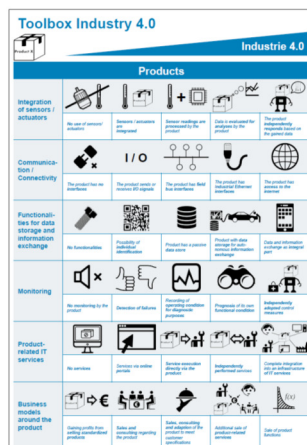 Toolbox Industry 4.0
Product X
Industrie 4.0
Products
Integration
of sensors /
actuators
No use of sensors/
actuators
Sensors / actuators
are
integrated
Sensor readings are
processed by the
product
Data is evaluated for
analyses by the
product
The product
independently
responds based on
the gained data
Communica-
tion /
Connectivity
I / O
The product has no
interfaces
The product sends or
receives I/O signals
The product has field
bus interfaces
The product has
industrial Ethernet
interfaces
The product has
access to the
internet
Functionali-
ties for data
storage and
information
exchange
No functionalities
Possibility of
individual
identification
Product has a passive
data store
Product with data
storage for auto-
nomous information
exchange
Data and information
exchange as integral
part
Monitoring
No monitoring by the
product
Detection of failures
Recording of
operating condition
for diagnosis
purposes
Prognosis of its own
functional condition
Independently
adopted control
measures
Product-
related IT
services
No services
Services via online
portals
Service execution
directly via the
product
Independently
performed services
Complete integration
into an infrastructure
of IT services
Business
models
around the
product
€
f(x)
Gaining profits from
selling standardized
products
Sales and
consulting regarding
the product
Sales, consulting
and adaption of the
product to meet
customer
specifications
Additional sale of
product-related
services
Sale of product
functions